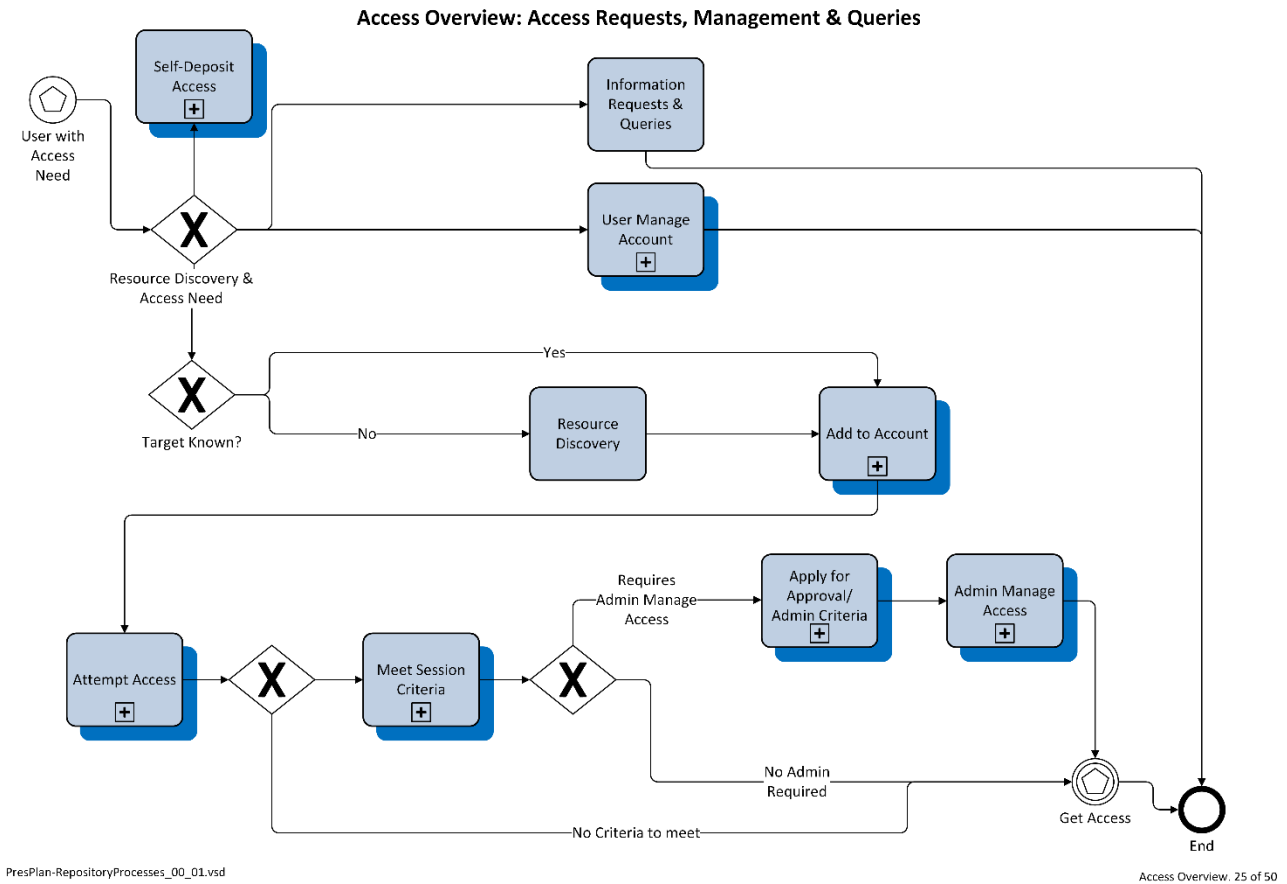 Access Overview: Access Requests, Management & Queries
Self-Deposit
Access
Information
Requests &
Queries
User with
Access
Need
User Manage
Account
X
Resource Discovery &
Access Need
Yes
X
Target Known?
No
Resource
Discovery
Add to Account
Requires
Admin Manage
Access
Apply for
Approval/
Admin Criteria
Admin Manage
Access
Attempt Access
X
Meet Session
Criteria
X
No Admin
Required
Get Access
No Criteria to meet
End
PresPlan-RepositoryProcesses_00_01.vsd
Access Overview. 25 of 50